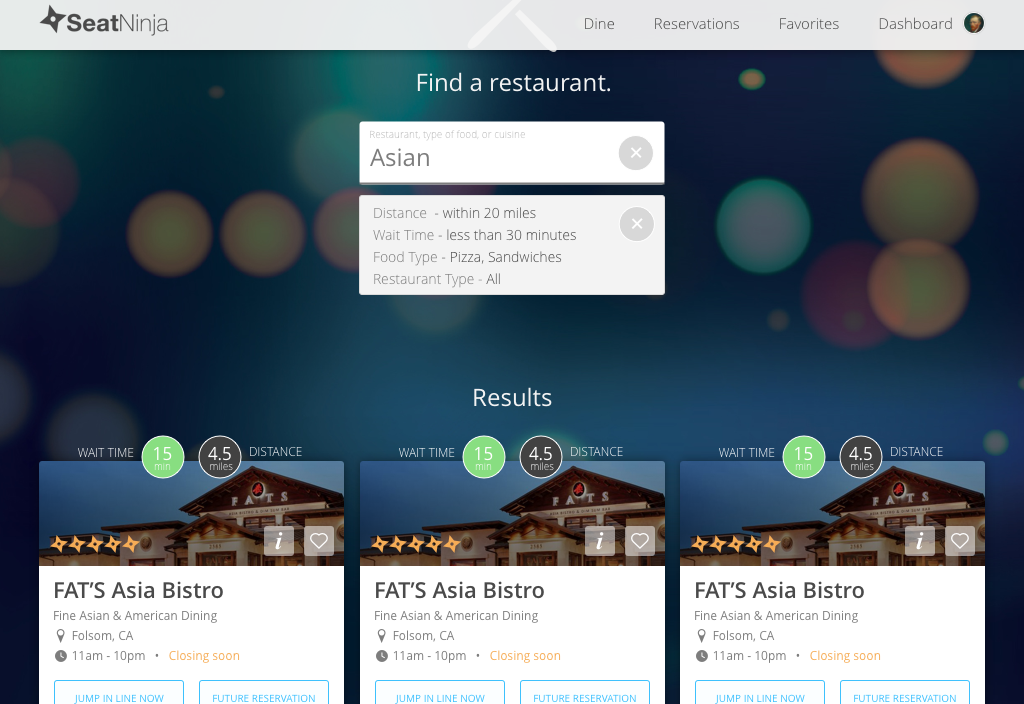 SeatNinja
Dine Reservations Favorites Dashboard
Find a restaurant.
Restaurant, type of food, or cuisine
Asian
Distance - within 20 miles
Wait Time - less than 30 minutes
Food Type - Pizza, Sandwiches
Restaurant Type - All
Results
WAIT TIME 15 min 4.5 miles DISTANCE
WAIT TIME 15 min 4.5 miles DISTANCE
WAIT TIME 15 min 4.5 miles DISTANCE
FAT'S
FAT'S
FAT'S
i
i
i
FAT’S Asia Bistro
Fine Asian & American Dining
Folsom, CA
11am - 10pm • Closing soon
JUMP IN LINE NOW FUTURE RESERVATION
FAT’S Asia Bistro
Fine Asian & American Dining
Folsom, CA
11am - 10pm • Closing soon
JUMP IN LINE NOW FUTURE RESERVATION
FAT’S Asia Bistro
Fine Asian & American Dining
Folsom, CA
11am - 10pm • Closing soon
JUMP IN LINE NOW FUTURE RESERVATION